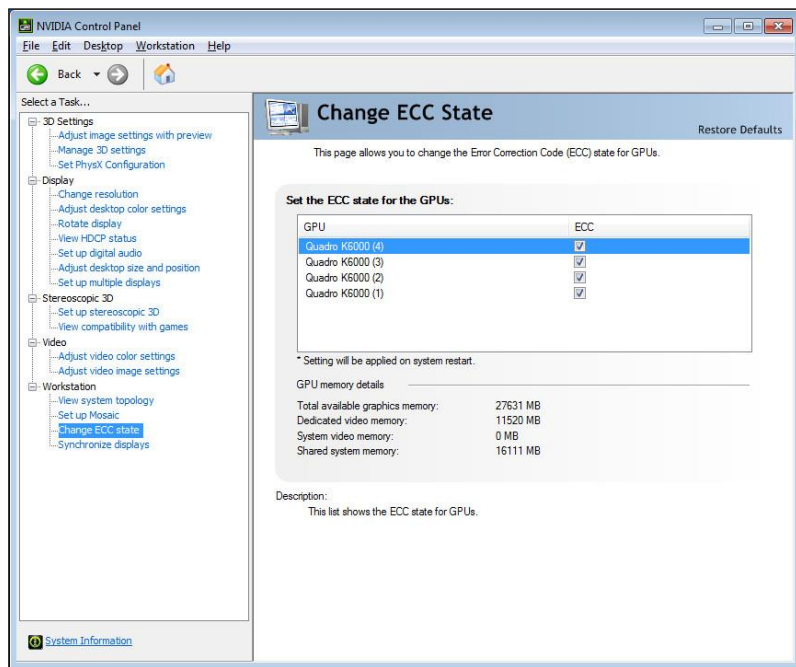 NVIDIA Control Panel
File Edit Desktop Workstation Help
Back
Select a Task...
3D Settings
Adjust image settings with preview
Manage 3D settings
Set PhysX Configuration
Display
Change resolution
Adjust desktop color settings
Rotate display
View HDCP status
Set up digital audio
Adjust desktop size and position
Set up multiple displays
Stereoscopic 3D
Set up stereoscopic 3D
View compatibility with games
Video
Adjust video color settings
Adjust video image settings
Workstation
View system topology
Set up Mosaic
Change ECC state
Synchronize displays
System Information
Change ECC State
Restore Defaults
This page allows you to change the Error Correction Code (ECC) state for GPUs.
Set the ECC state for the GPUs:
GPU ECC
Quadro K6000 (4)
Quadro K6000 (3)
Quadro K6000 (2)
Quadro K6000 (1)
* Setting will be applied on system restart.
GPU memory details
Total available graphics memory: 27631 MB
Dedicated video memory: 11520 MB
System video memory: 0 MB
Shared system memory: 16111 MB
Description:
This list shows the ECC state for GPUs.